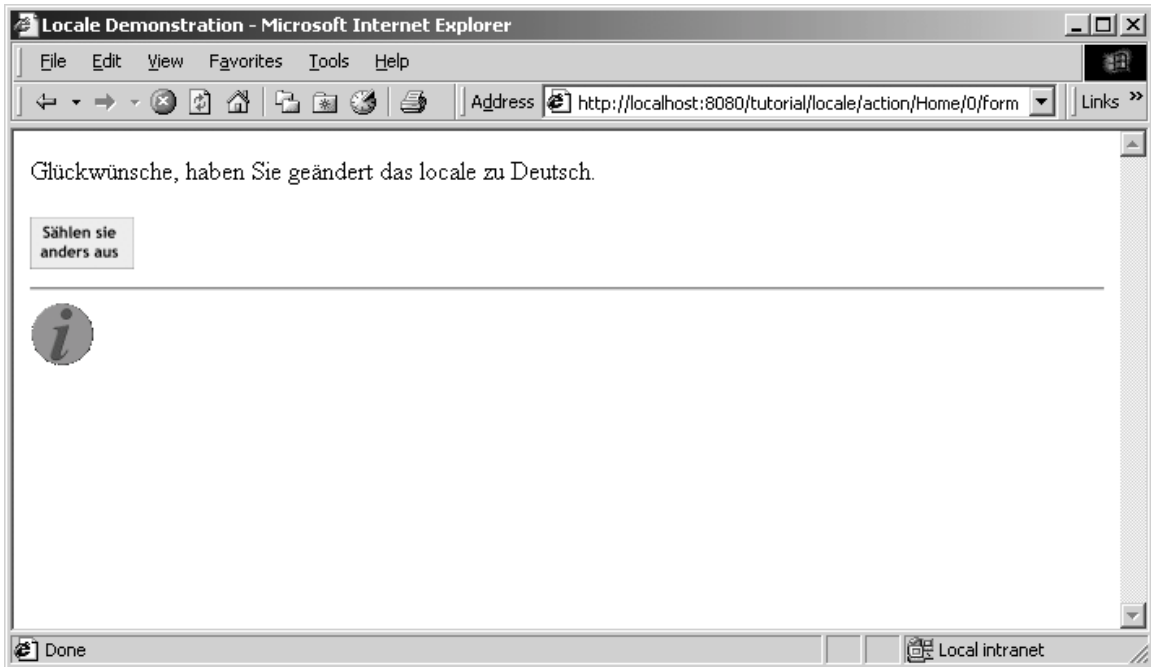 Locale Demonstration - Microsoft Internet Explorer
File Edit View Favorites Tools Help
Address http://localhost:8080/tutorial/locale/action/Home/0/form Links »
Glückwünsche, haben Sie geändert das locale zu Deutsch.
Sählen sie
anders aus
i
Done Local intranet